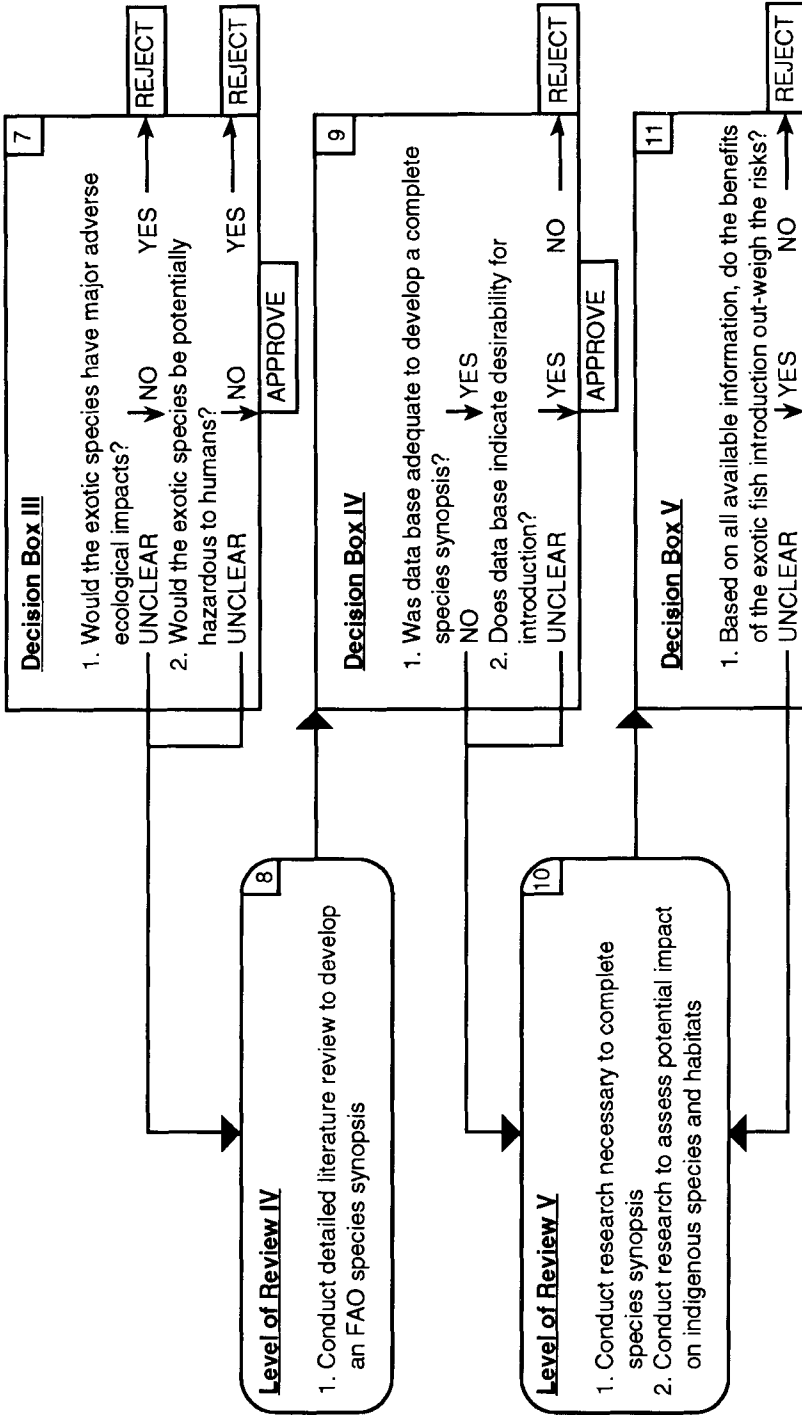 7
Decision Box III
1. Would the exotic species have major adverse
ecological impacts?
UNCLEAR NO YES REJECT
2. Would the exotic species be potentially
hazardous to humans?
UNCLEAR NO YES REJECT
APPROVE
8
Level of Review IV
1. Conduct detailed literature review to develop
an FAO species synopsis
9
Decision Box IV
1. Was data base adequate to develop a complete
species synopsis?
NO YES
2. Does data base indicate desirability for
introduction?
UNCLEAR YES NO REJECT
APPROVE
10
Level of Review V
1. Conduct research necessary to complete
species synopsis
2. Conduct research to assess potential impact
on indigenous species and habitats
11
Decision Box V
1. Based on all available information, do the benefits
of the exotic fish introduction out-weigh the risks?
UNCLEAR YES NO REJECT